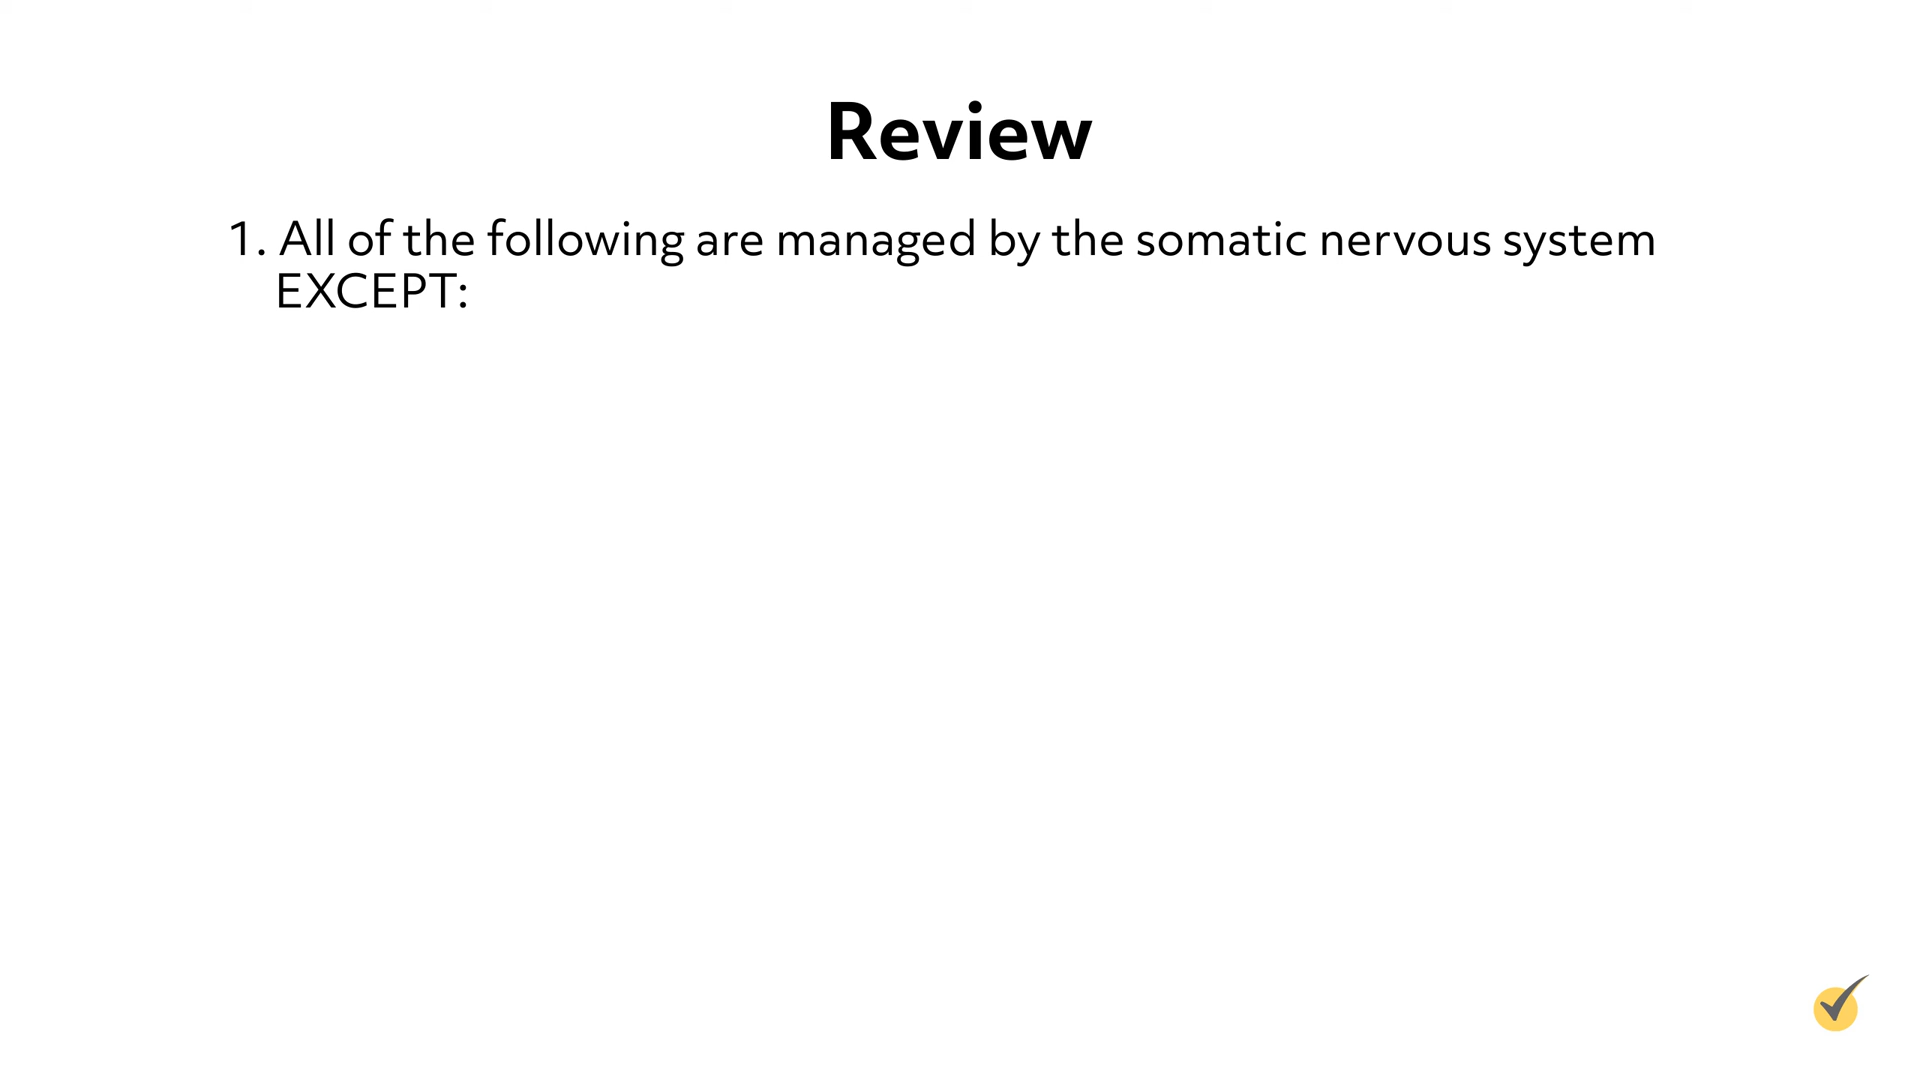 Review
1. All of the following are managed by the somatic nervous system
EXCEPT: